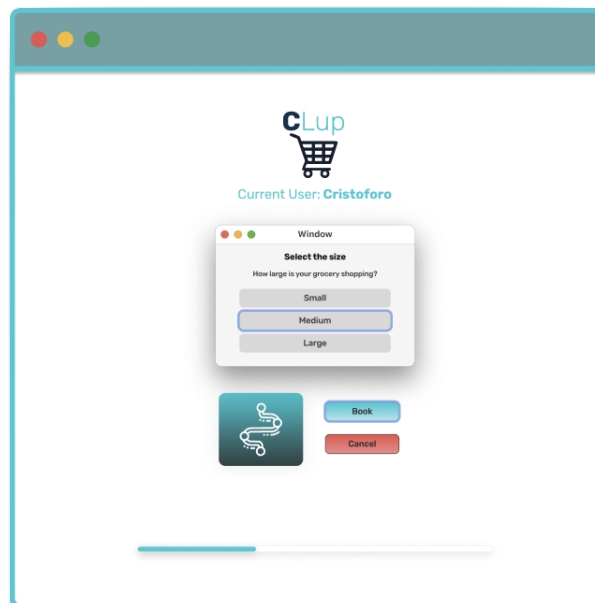 CLup
Current User: Cristoforo
Window
Select the size
How large is your grocery shopping?
Small
Medium
Large
Book
Cancel